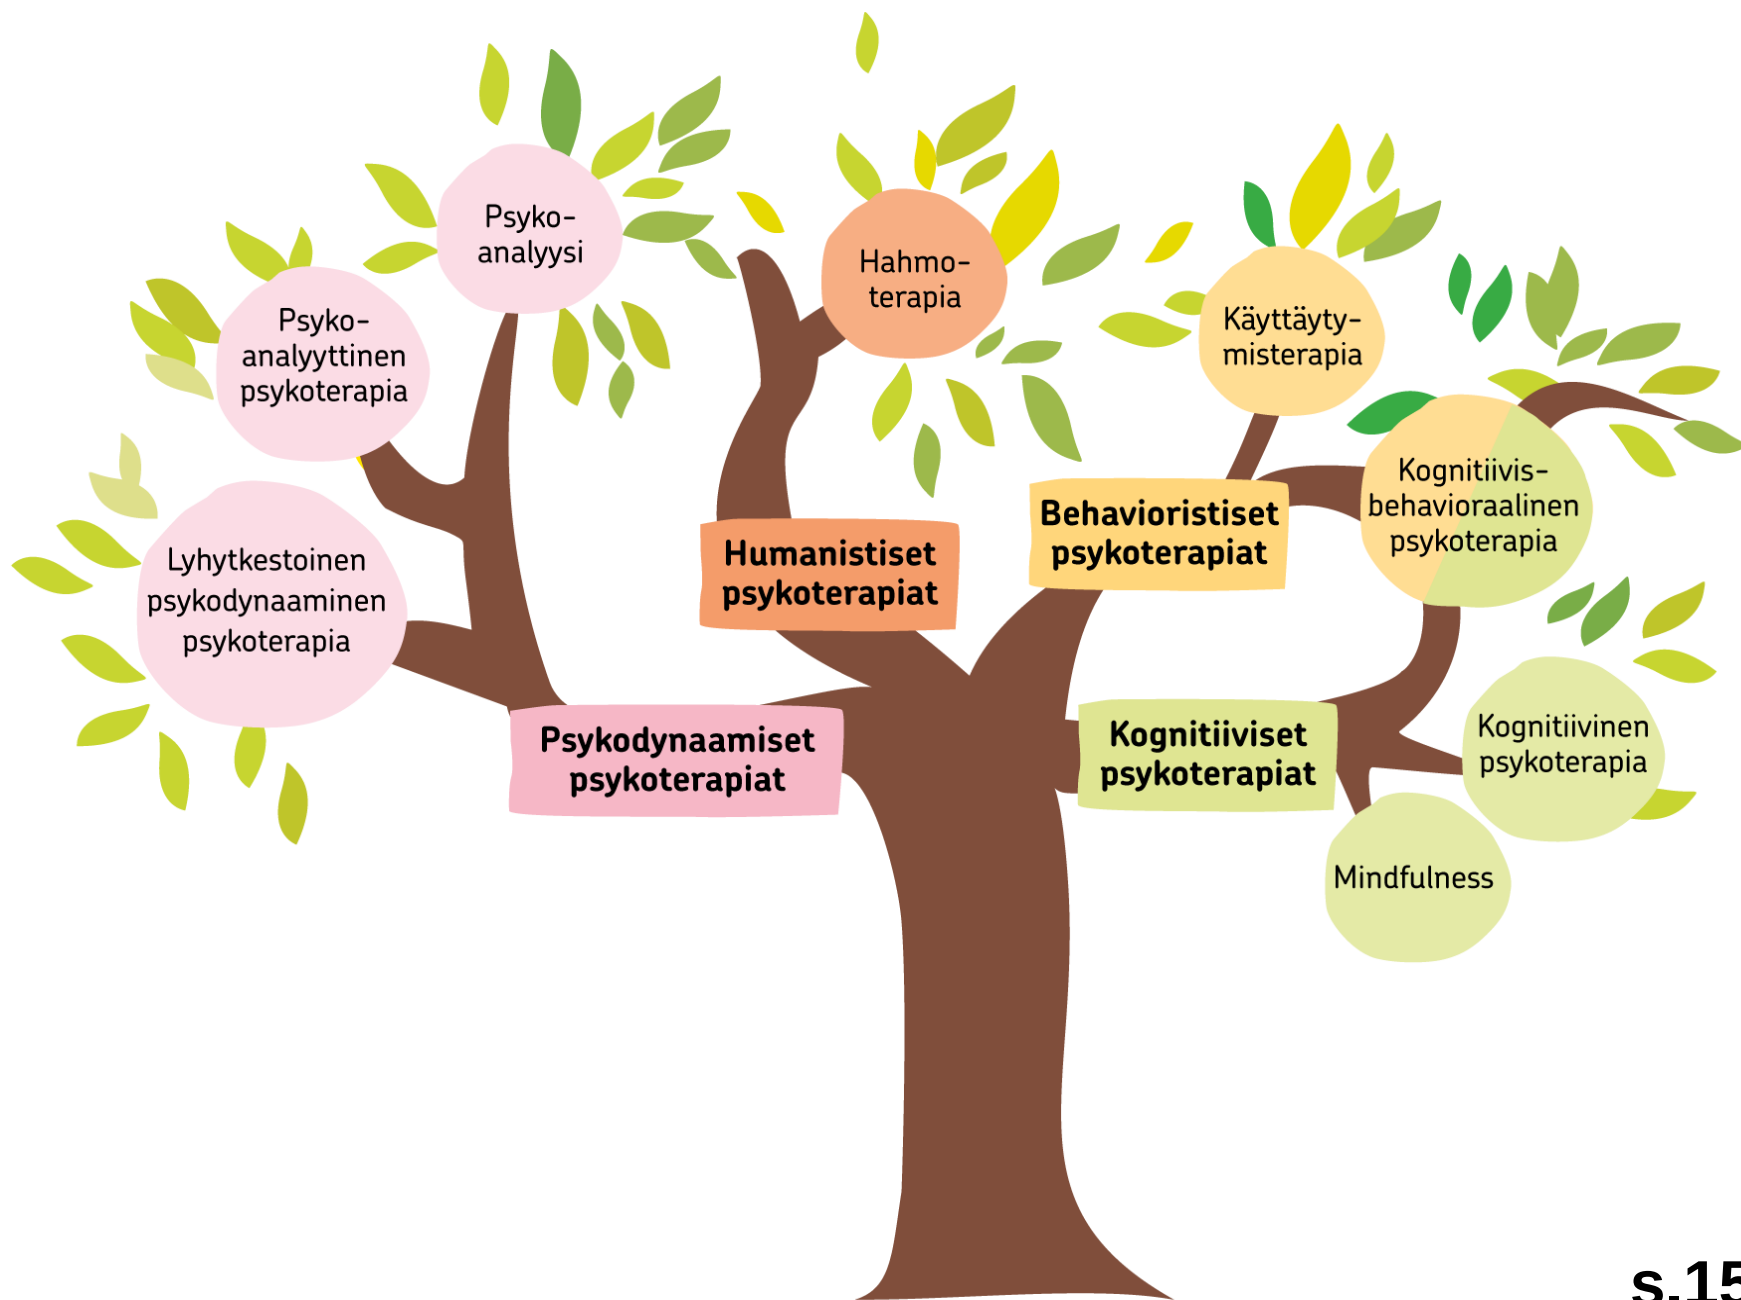 Psyko-
analyysi
Psyko-
analyyttinen
psykoterapia
Lyhytkestoinen
psykodynaaminen
psykoterapia
Psykodynaamiset
psykoterapiat
Hahmo-
terapia
Humanistiset
psykoterapiat
Käyttäyty-
misterapia
Behavioristiset
psykoterapiat
Kognitiivis-
behavioraalinen
psykoterapia
Kognitiiviset
psykoterapiat
Kognitiivinen
psykoterapia
Mindfulness
s.15